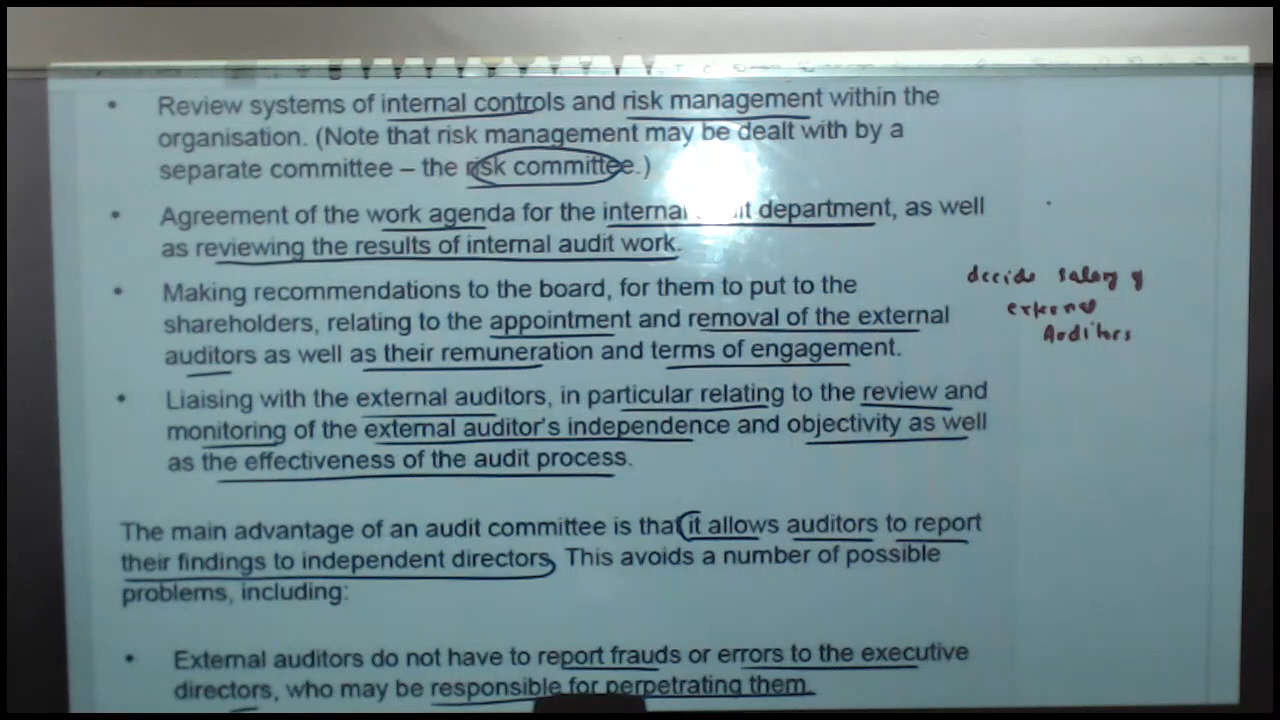 • Review systems of internal controls and risk management within the
organisation. (Note that risk management may be dealt with by a
separate committee – the risk committee.)
• Agreement of the work agenda for the internal audit department, as well
as reviewing the results of internal audit work.
• Making recommendations to the board, for them to put to the
shareholders, relating to the appointment and removal of the external
auditors as well as their remuneration and terms of engagement.
decide salary of
external
Auditors
• Liaising with the external auditors, in particular relating to the review and
monitoring of the external auditor's independence and objectivity as well
as the effectiveness of the audit process.
The main advantage of an audit committee is that it allows auditors to report
their findings to independent directors. This avoids a number of possible
problems, including:
• External auditors do not have to report frauds or errors to the executive
directors, who may be responsible for perpetrating them.